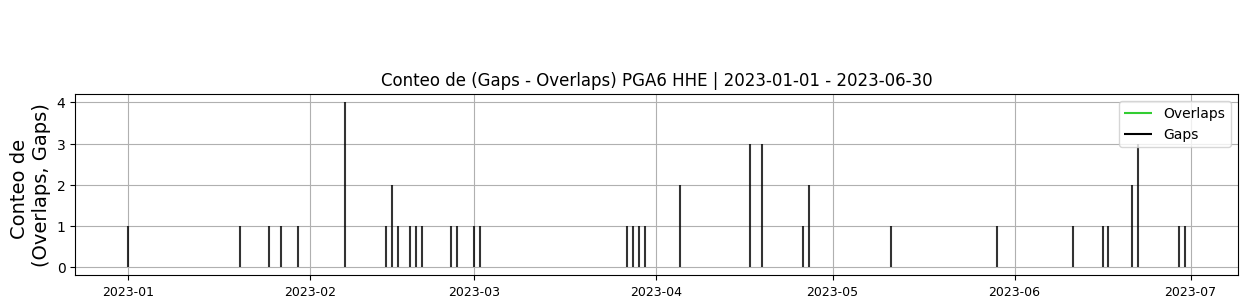 Conteo de (Gaps - Overlaps) PGA6 HHE | 2023-01-01 - 2023-06-30
Conteo de
(Overlaps, Gaps)
4
3
2
1
0
Overlaps
Gaps
2023-01
2023-02
2023-03
2023-04
2023-05
2023-06
2023-07